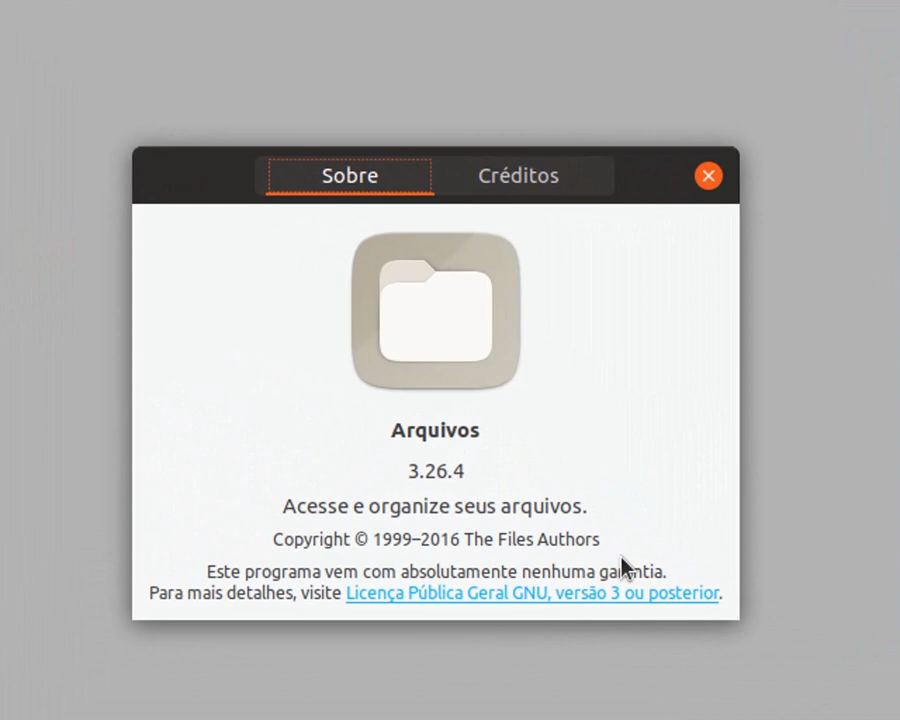 Sobre
Créditos
Arquivos
3.26.4
Acesse e organize seus arquivos.
Copyright © 1999–2016 The Files Authors
Este programa vem com absolutamente nenhuma garantia.
Para mais detalhes, visite Licença Pública Geral GNU, versão 3 ou posterior.